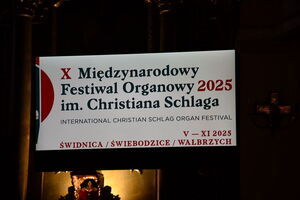 X Międzynarodowy
Festiwal Organowy 2025
im. Christiana Schlaga
INTERNATIONAL CHRISTIAN SCHLAG ORGAN FESTIVAL
V — XI 2025
ŚWIDNICA / ŚWIEBODZICE / WAŁBRZYCH